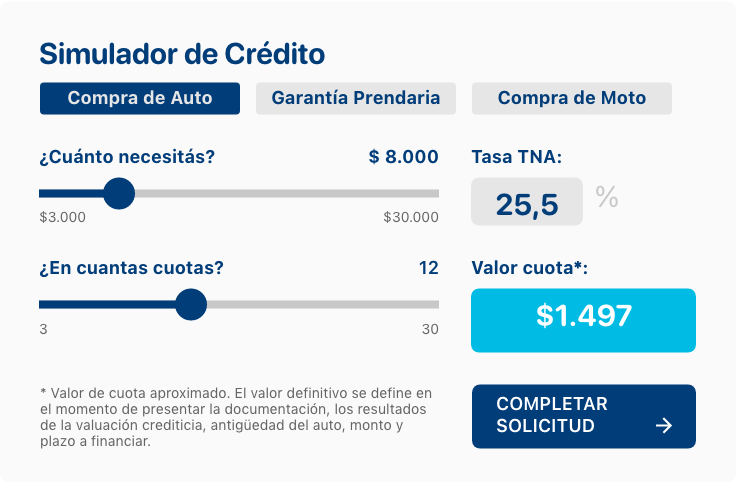 Simulador de Crédito
Compra de Auto
Garantía Prendaria
Compra de Moto
¿Cuánto necesitás?
$ 8.000
$3.000
$30.000
Tasa TNA:
25,5
%
¿En cuantas cuotas?
12
3
30
Valor cuota*:
$1.497
* Valor de cuota aproximado. El valor definitivo se define en
el momento de presentar la documentación, los resultados
de la valuación crediticia, antigüedad del auto, monto y
plazo a financiar.
COMPLETAR
SOLICITUD